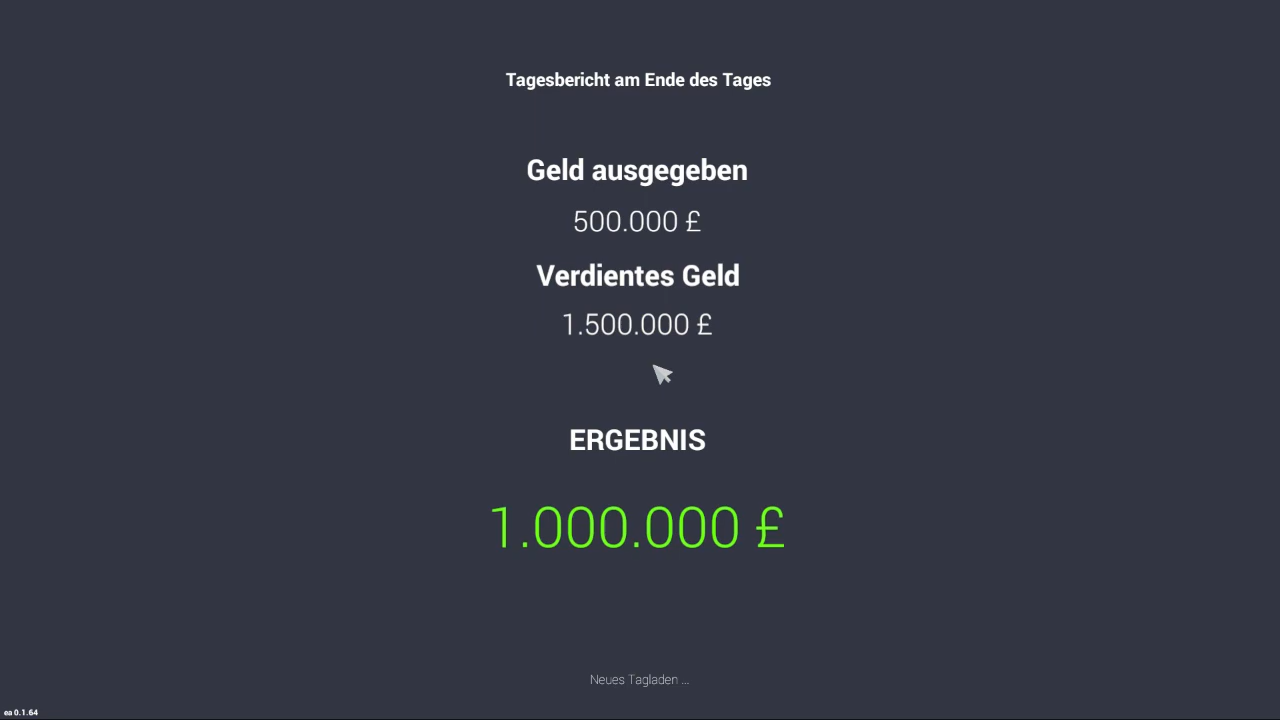 Tagesbericht am Ende des Tages
Geld ausgegeben
500.000 £
Verdientes Geld
1.500.000 £
ERGEBNIS
1.000.000 £
Neues Tagladen ...
ea 0.1.64